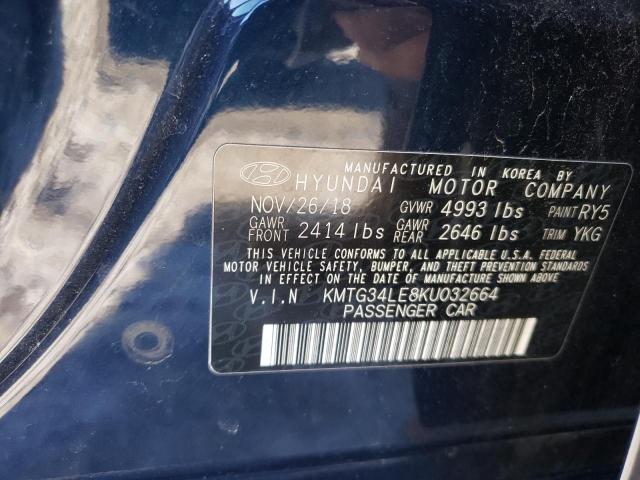 MANUFACTURED IN KOREA BY
HYUNDAI MOTOR COMPANY
NOV/26/18 GVWR 4993 lbs PAINT RY5
GAWR FRONT 2414 lbs GAWR REAR 2646 lbs TRIM YKG
THIS VEHICLE CONFORMS TO ALL APPLICABLE U.S.A. FEDERAL
MOTOR VEHICLE SAFETY, BUMPER, AND THEFT PREVENTION
STANDARDS IN EFFECT ON THE DATE OF MANUFACTURE SHOWN ABOVE
V.I.N KMTG34LE8KU032664
PASSENGER CAR